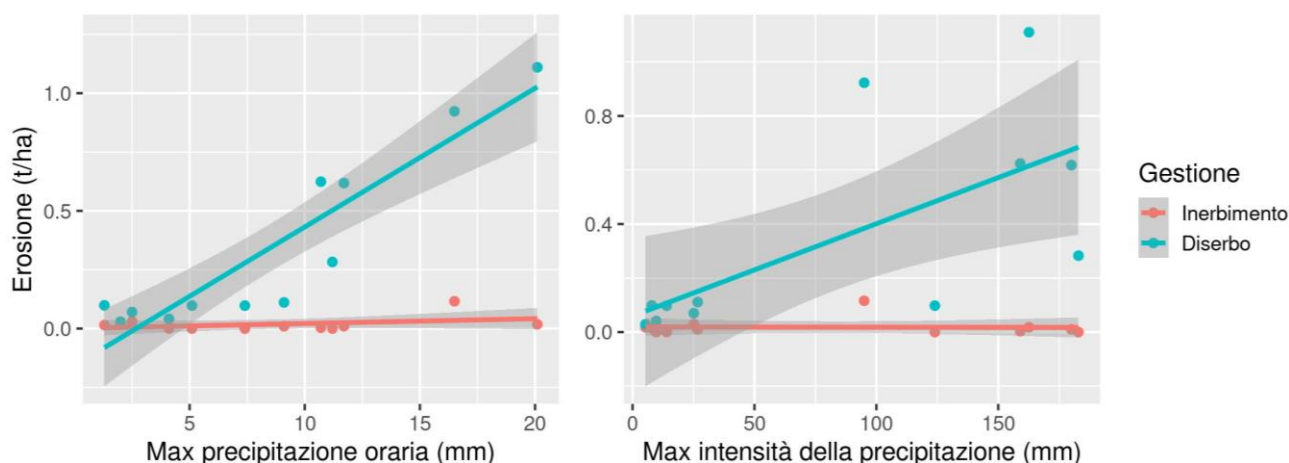 Erosione (t/ha)
1.0
0.5
0.0
5
10
15
20
Max precipitazione oraria (mm)
0.8
0.4
0.0
0
50
100
150
Max intensità della precipitazione (mm)
Gestione
Inerbimento
Diserbo